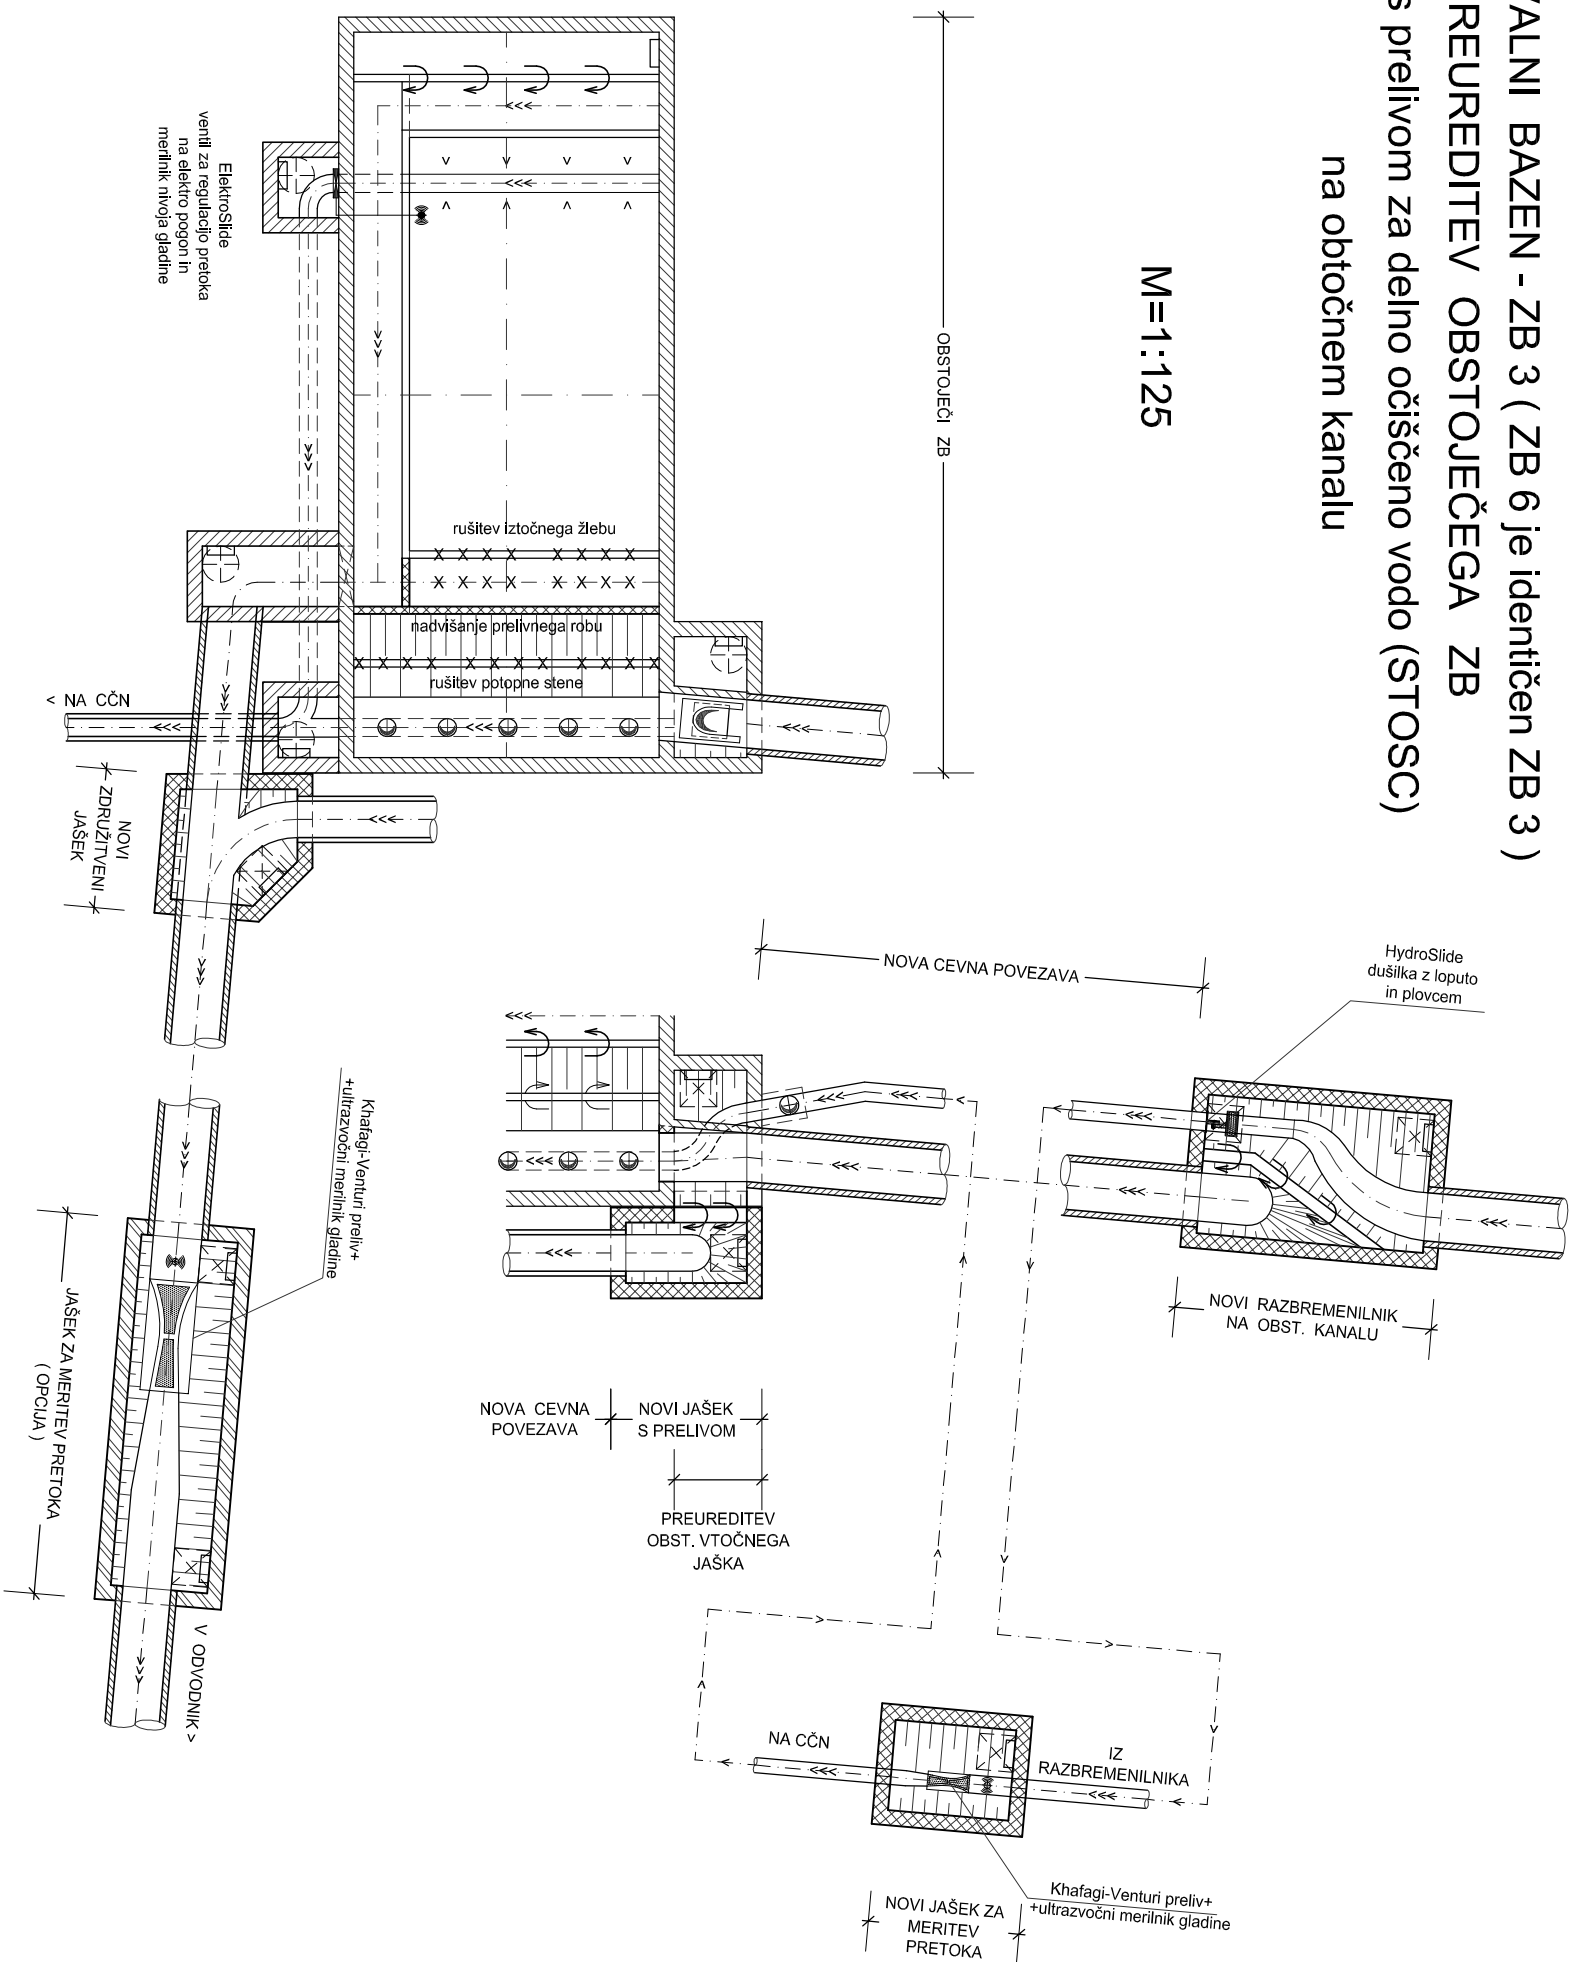 VALNI BAZEN - ZB 3 ( ZB 6 je identičen ZB 3 )
REUREDITEV OBSTOJEČEGA ZB
s prelivom za delno očiščeno vodo (STOSC)
na obtočnem kanalu
M=1:125
OBSTOJEČI ZB
ElektroSlide
ventil za regulacijo pretoka
na elektro pogon in
merilnik nivoja gladine
rušitev iztočnega žlebu
nadvišanje prelivnega robu
rušitev potopne stene
< NA CČN
NOVI
ZDRUŽITVENI
JAŠEK
NOVA CEVNA POVEZAVA
HydroSlide
dušilka z loputo
in plovcem
Khafagi-Venturi preliv+
+ultrazvočni merilnik gladine
NOVI RAZBREMENILNIK
NA OBST. KANALU
JAŠEK ZA MERITEV PRETOKA
( OPCIJA )
NOVA CEVNA
POVEZAVA
NOVI JAŠEK
S PRELIVOM
PREUREDITEV
OBST. VTOČNEGA
JAŠKA
V ODVODNIK >
NA CČN
IZ
RAZBREMENILNIKA
Khafagi-Venturi preliv+
+ultrazvočni merilnik gladine
NOVI JAŠEK ZA
MERITEV
PRETOKA